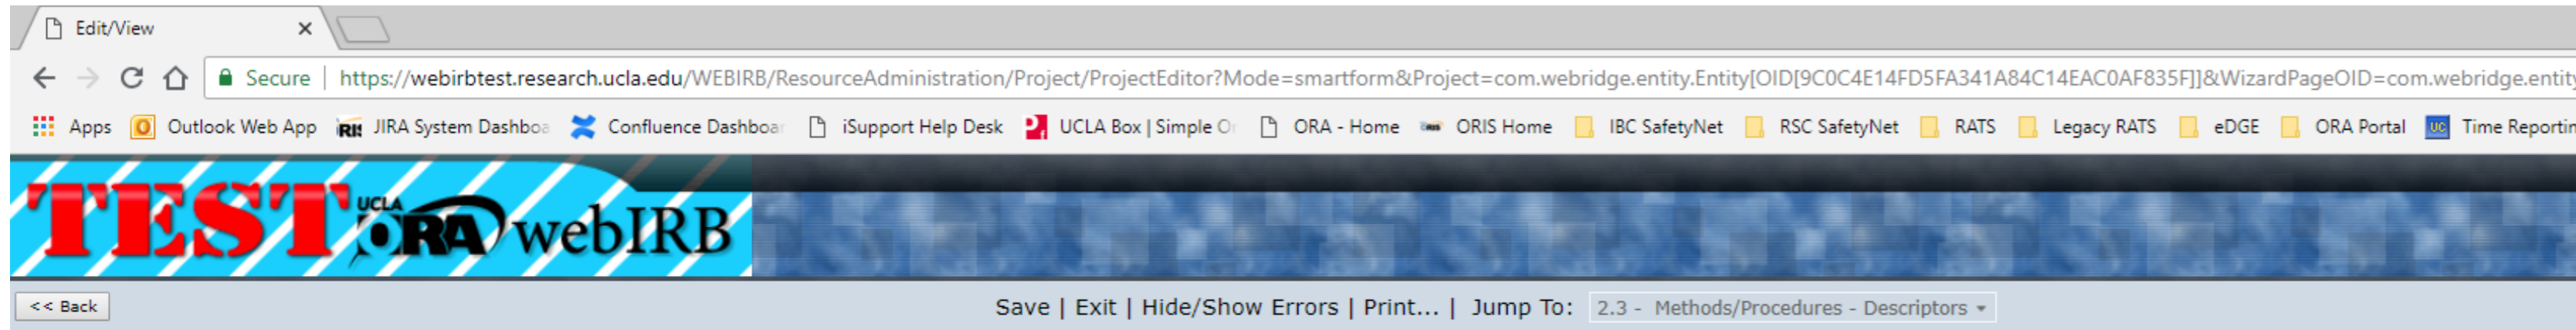 Edit/View
Secure | https://webirbtest.research.ucla.edu/WEBIRB/ResourceAdministration/Project/ProjectEditor?Mode=smartform&Project=com.webridge.entity.Entity[OID[9C0C4E14FD5FA341A84C14EAC0AF835F]]&WizardPageOID=com.webridge.entity
Apps Outlook Web App JIRA System Dashboa Confluence Dashboar iSupport Help Desk UCLA Box | Simple O ORA - Home ORIS Home IBC SafetyNet RSC SafetyNet RATS Legacy RATS eDGE ORA Portal UC Time Reportin
TEST UCLA ORA webIRB
<< Back Save | Exit | Hide/Show Errors | Print... | Jump To: 2.3 - Methods/Procedures - Descriptors